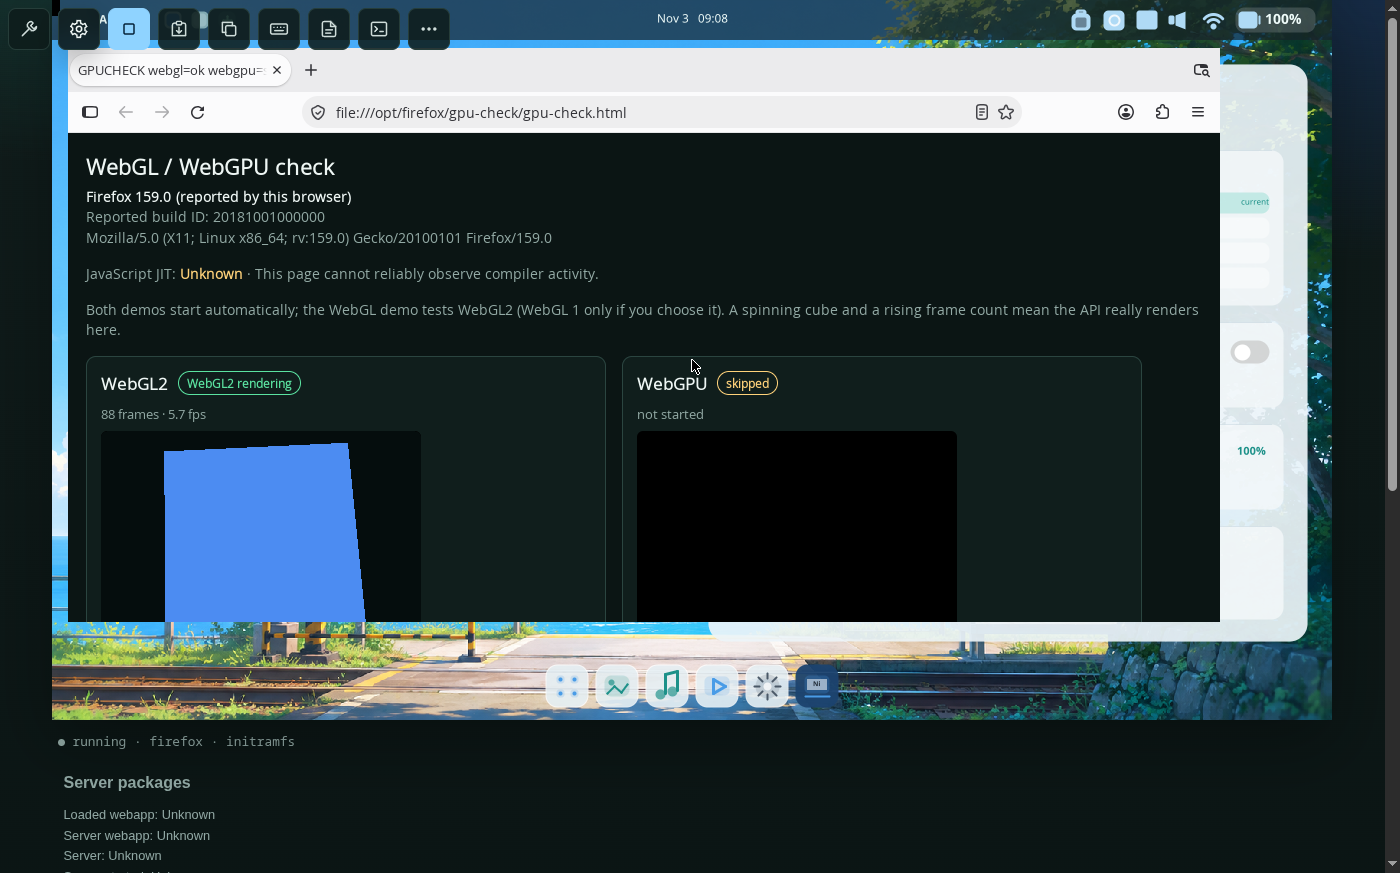 Nov 3 09:08
100%
GPUCHECK webgl=ok webgpu=
file:///opt/firefox/gpu-check/gpu-check.html
WebGL / WebGPU check
Firefox 159.0 (reported by this browser)
Reported build ID: 20181001000000
Mozilla/5.0 (X11; Linux x86_64; rv:159.0) Gecko/20100101 Firefox/159.0
JavaScript JIT: Unknown · This page cannot reliably observe compiler activity.
Both demos start automatically; the WebGL demo tests WebGL2 (WebGL 1 only if you choose it). A spinning cube and a rising frame count mean the API really renders
here.
WebGL2 WebGL2 rendering
88 frames · 5.7 fps
WebGPU skipped
not started
current
100%
Ni
● running · firefox · initramfs
Server packages
Loaded webapp: Unknown
Server webapp: Unknown
Server: Unknown